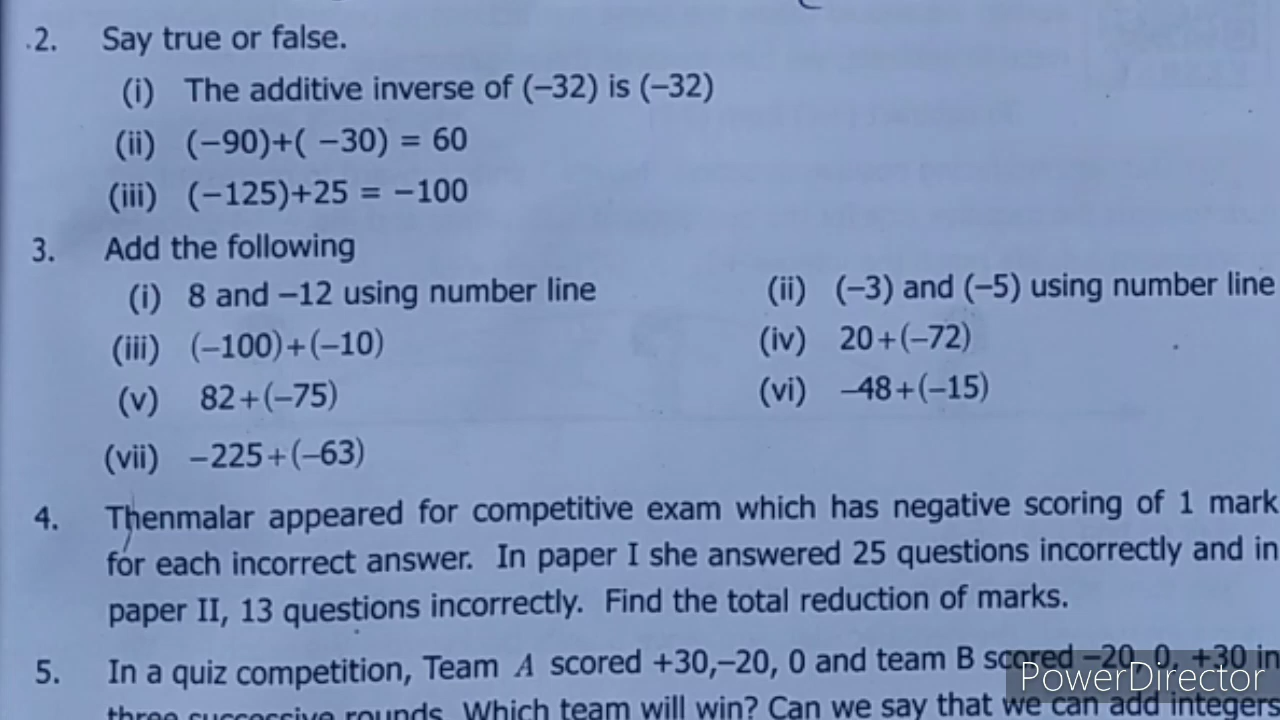 2. Say true or false.
(i) The additive inverse of (–32) is (–32)
(ii) (–90)+( –30) = 60
(iii) (–125)+25 = –100
3. Add the following
(i) 8 and –12 using number line (ii) (–3) and (–5) using number line
(iii) (–100)+(–10) (iv) 20+(–72)
(v) 82+(–75) (vi) –48+(–15)
(vii) –225+(–63)
4. Thenmalar appeared for competitive exam which has negative scoring of 1 mark
for each incorrect answer. In paper I she answered 25 questions incorrectly and in
paper II, 13 questions incorrectly. Find the total reduction of marks.
5. In a quiz competition, Team A scored +30,–20, 0 and team B scored –20, 0, +30 in
three successive rounds. Which team will win? Can we say that we can add integers
PowerDirector